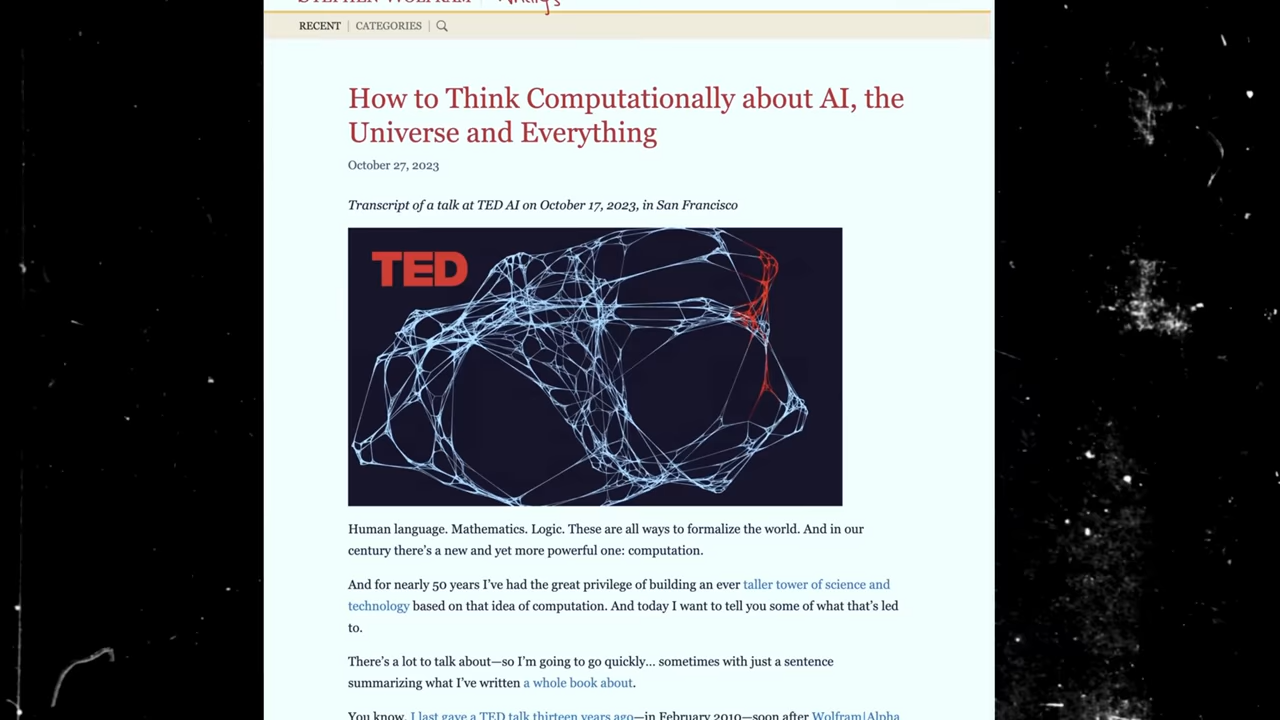 RECENT | CATEGORIES |
How to Think Computationally about AI, the
Universe and Everything
October 27, 2023
Transcript of a talk at TED AI on October 17, 2023, in San Francisco
TED
Human language. Mathematics. Logic. These are all ways to formalize the world. And in our
century there's a new and yet more powerful one: computation.
And for nearly 50 years I've had the great privilege of building an ever taller tower of science and
technology based on that idea of computation. And today I want to tell you some of what that's led
to.
There's a lot to talk about—so I'm going to go quickly... sometimes with just a sentence
summarizing what I've written a whole book about.
You know, I last gave a TED talk thirteen years ago—in February 2010—soon after Wolfram|Alpha